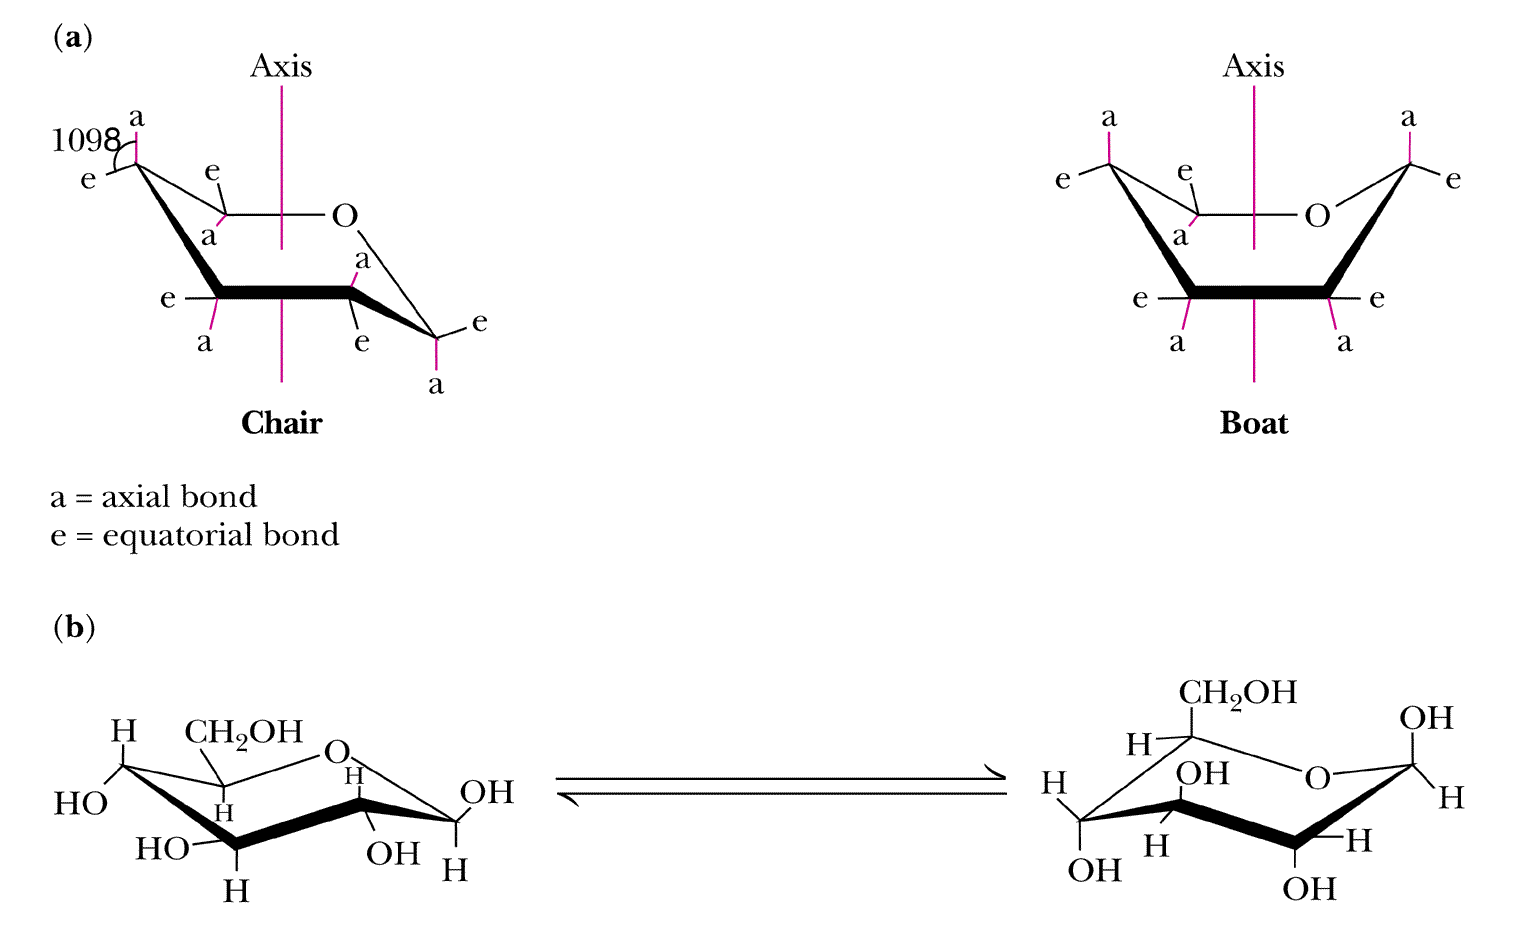 (a)
Axis
Axis
a
a
a
1098
e
e
e
e
e
O
O
a
a
a
e
e
e
e
a
e
a
a
a
Chair
Boat
a = axial bond
e = equatorial bond
(b)
CH₂OH
OH
H
CH₂OH
O
H
H
OH
O
H
HO
H
OH
H
HO
OH
H
H
H
OH
H
OH